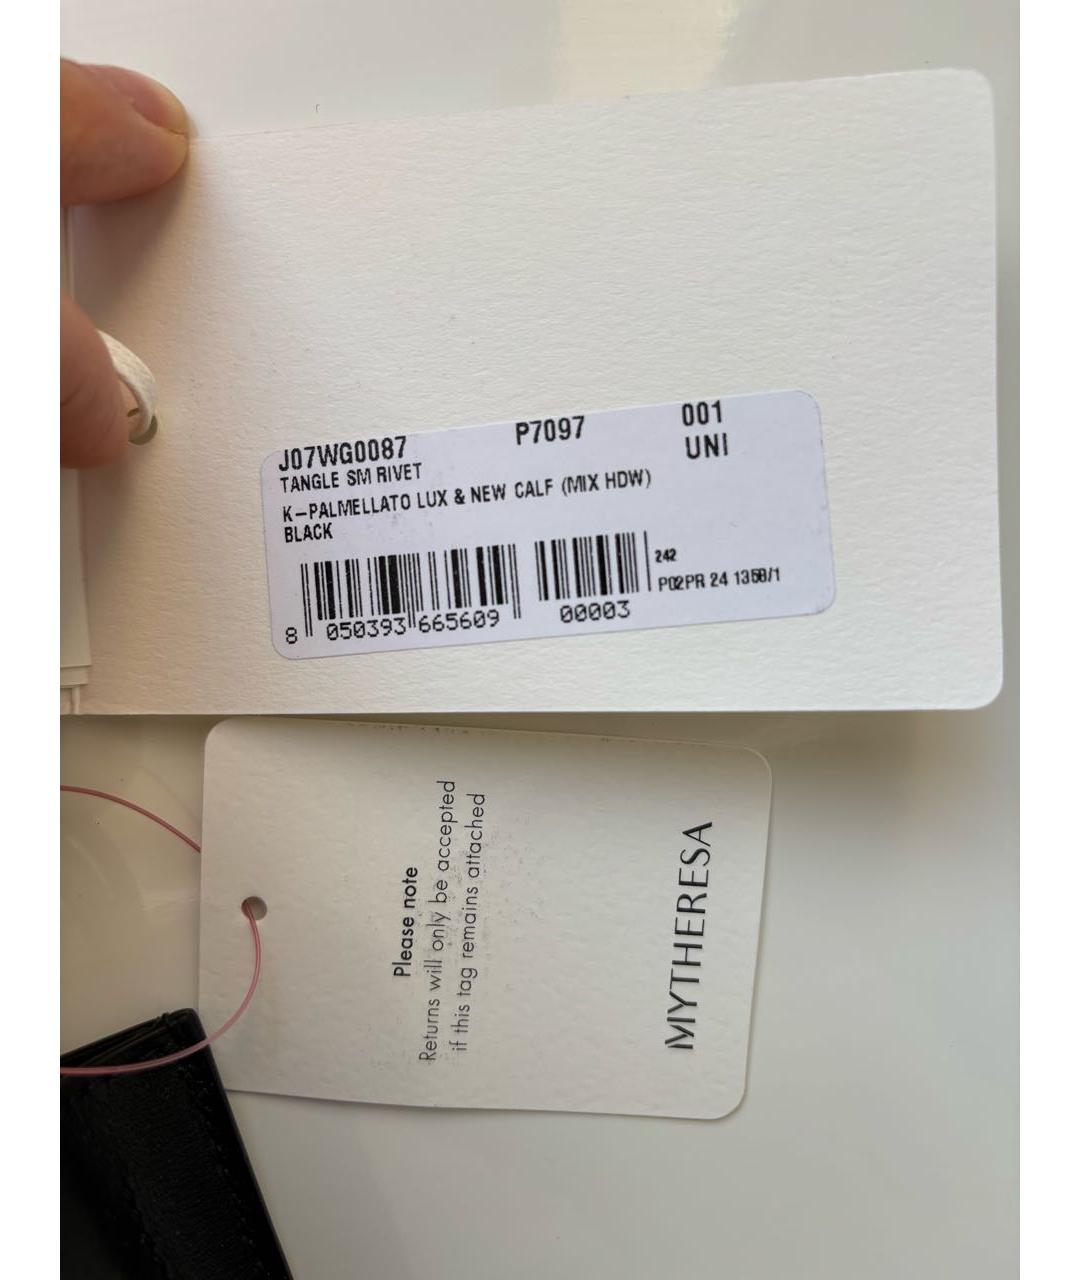 J07WG0087 P7097 001
TANGLE SM RIVET UNI
K-PALMELLATO LUX & NEW CALF (MIX HDW)
BLACK
242
P02PR 24 1358/1
8 050393 665609 00003
Please note
Returns will only be accepted
if this tag remains attached
MYTHERESA